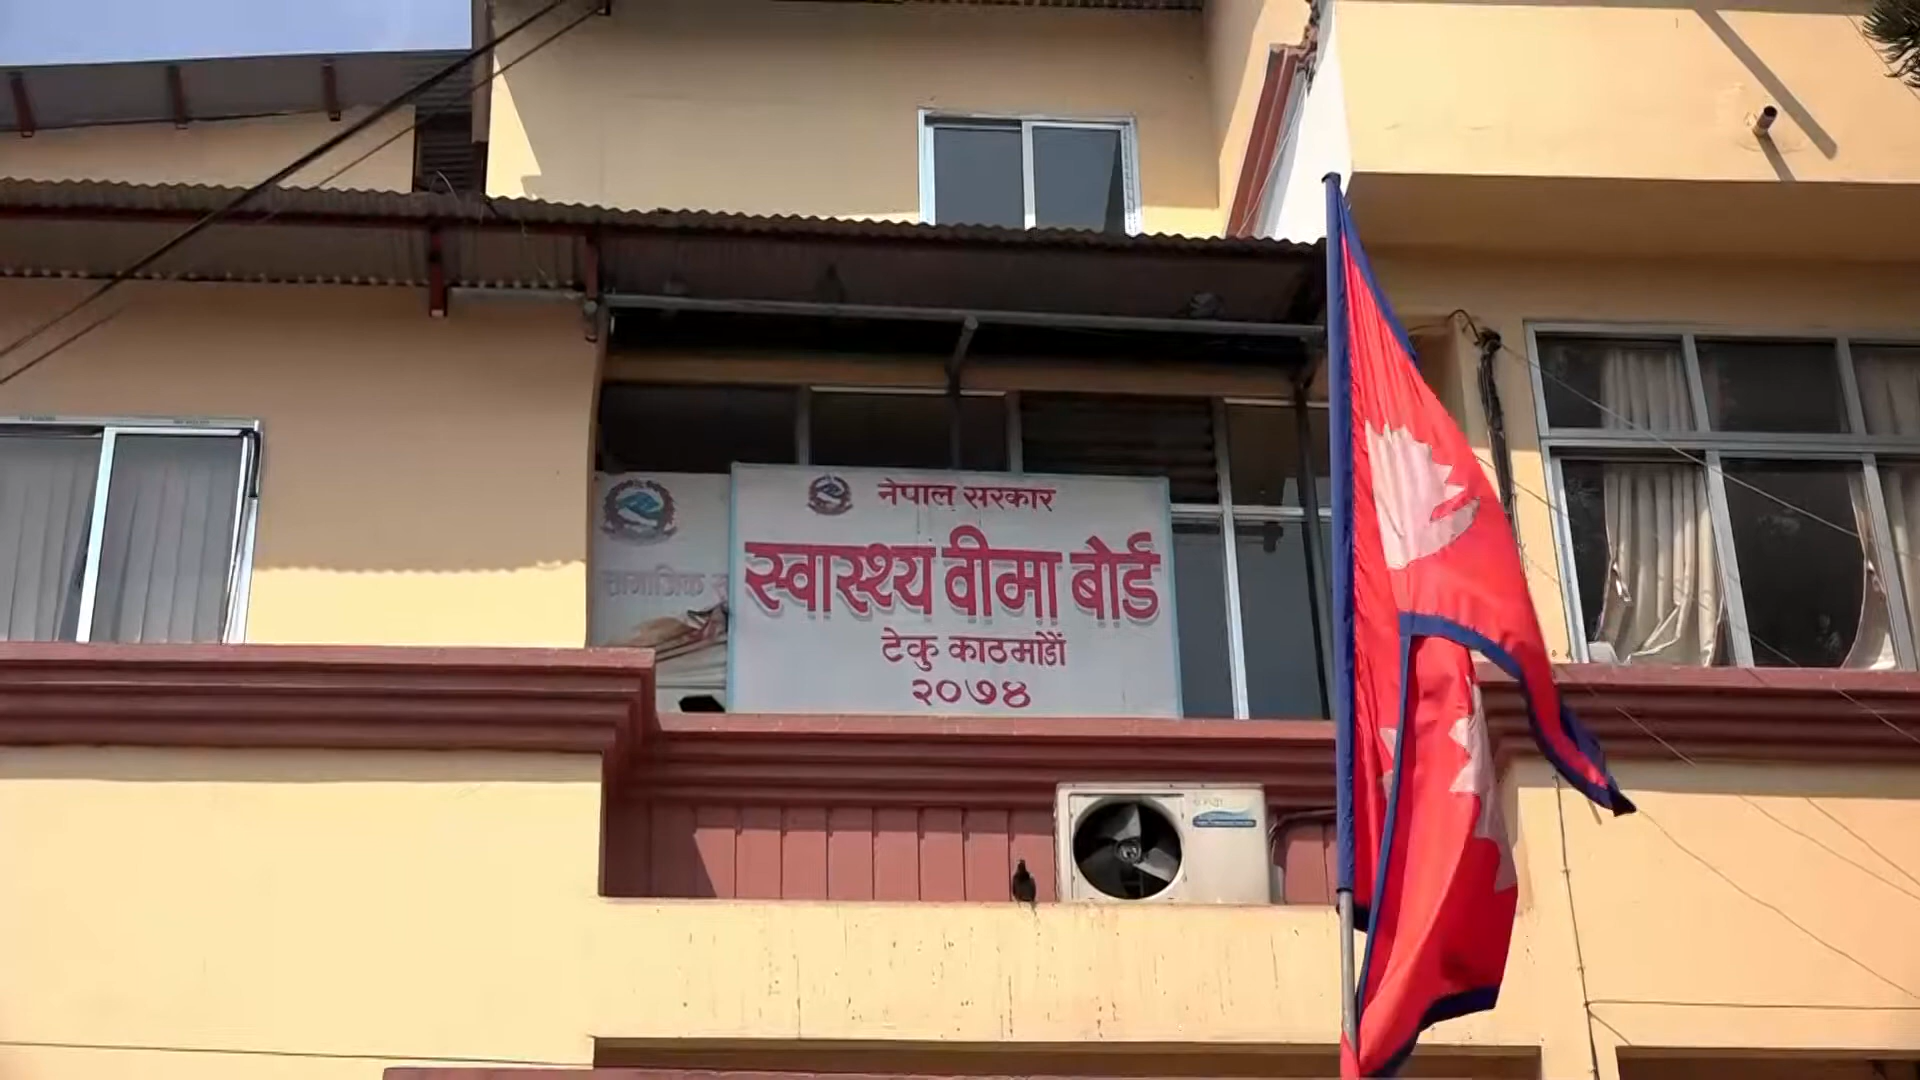 नेपाल सरकार
स्वास्थ्य वीमा बोर्ड
टेकु काठमाडौं
२०७४
सामाजिक